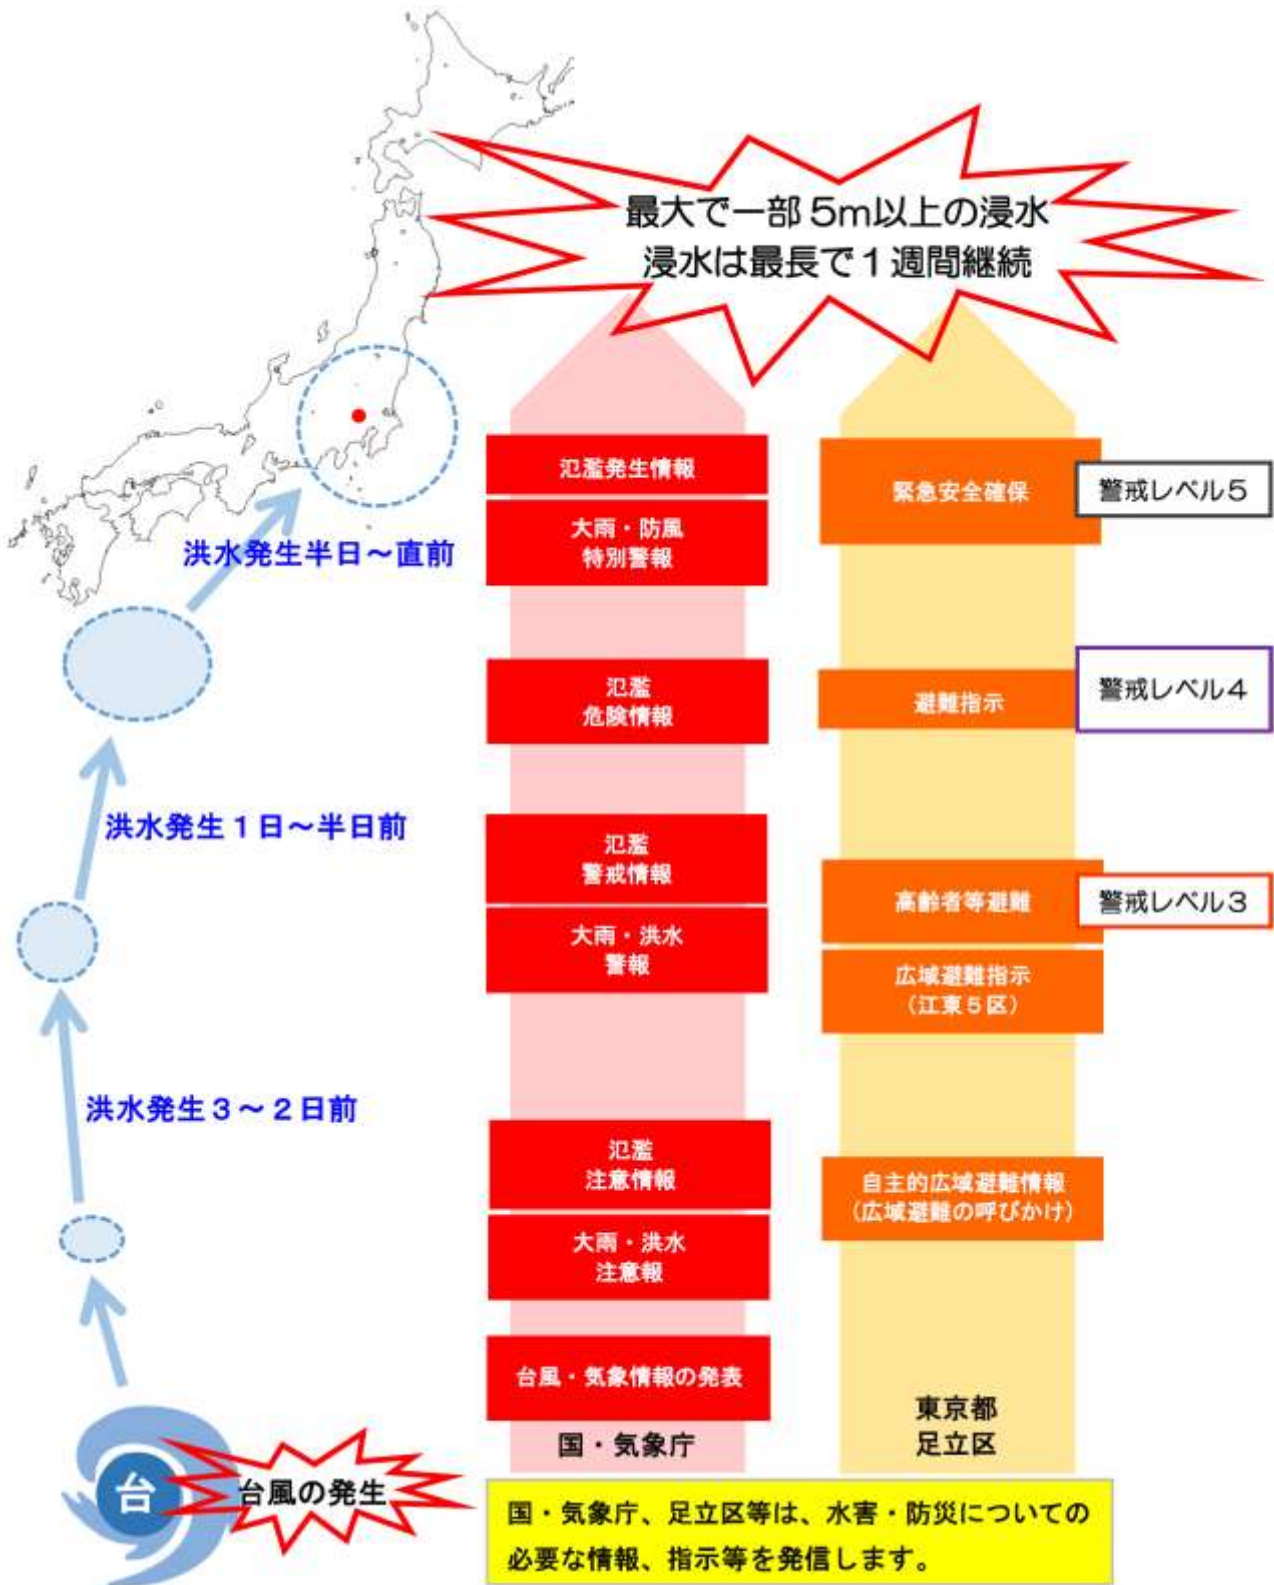 最大で一部5m以上の浸水
浸水は最長で1週間継続
洪水発生半日～直前
洪水発生1日～半日前
洪水発生3～2日前
台
台風の発生
氾濫発生情報
大雨・防風
特別警報
氾濫
危険情報
氾濫
警戒情報
大雨・洪水
警報
氾濫
注意情報
大雨・洪水
注意報
台風・気象情報の発表
国・気象庁
緊急安全確保
警戒レベル5
避難指示
警戒レベル4
高齢者等避難
警戒レベル3
広域避難指示
（江東5区）
自主的広域避難情報
（広域避難の呼びかけ）
東京都
足立区
国・気象庁、足立区等は、水害・防災についての
必要な情報、指示等を発信します。